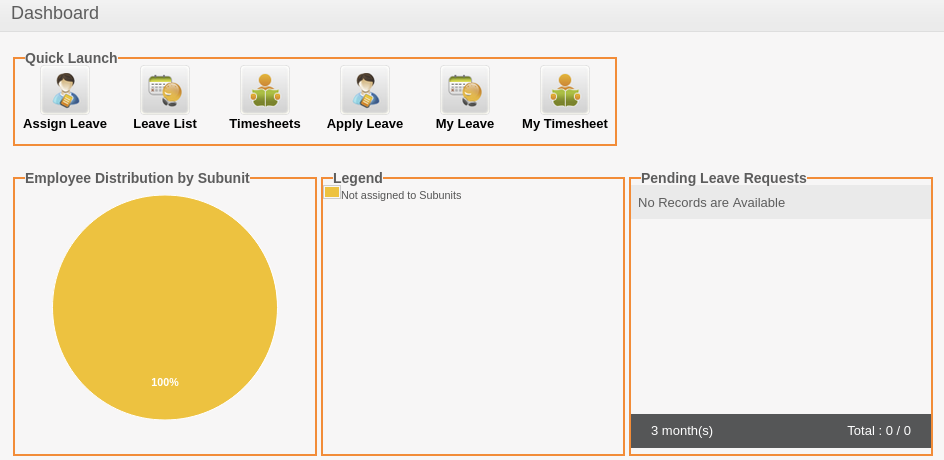 Dashboard
Quick Launch
Assign Leave
Leave List
Timesheets
Apply Leave
My Leave
My Timesheet
Employee Distribution by Subunit
100%
Legend
Not assigned to Subunits
Pending Leave Requests
No Records are Available
3 month(s)
Total : 0 / 0